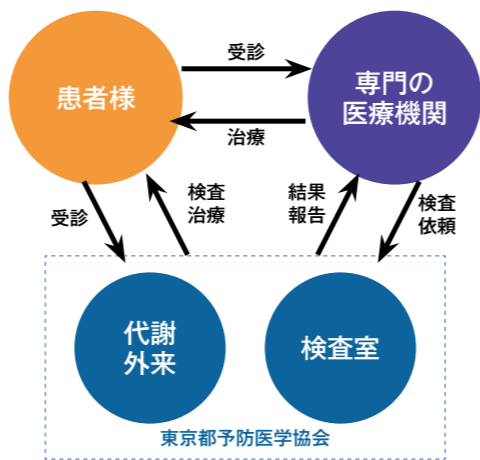 受診
患者様
専門の
医療機関
治療
受診
検査
治療
結果
報告
検査
依頼
代謝
外来
検査室
東京都予防医学協会